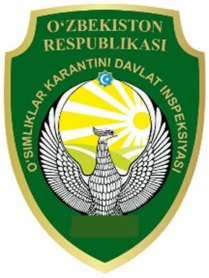 O‘ZBEKISTON
RESPUBLIKASI
O‘SIMLIKLAR KARANTINI DAVLAT INSPEKSIYASI